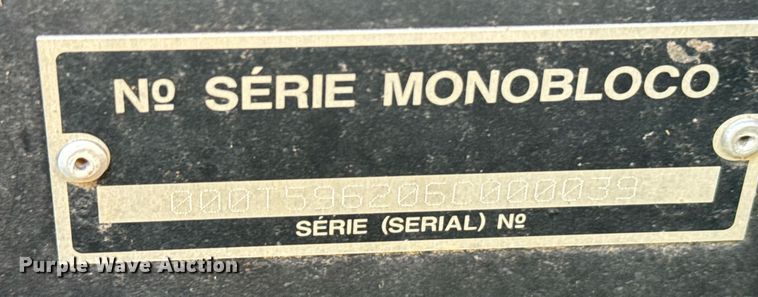 Nº SÉRIE MONOBLOCO
000T596206C000039
SÉRIE (SERIAL) Nº
Purple Wave Auction